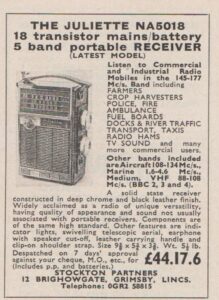 THE JULIETTE NA5018
18 transistor mains/battery
5 band portable RECEIVER
(LATEST MODEL)
Listen to Commercial
and Industrial Radio
Mobiles in the 145-177
Mc/s. Band including
FARMERS
CROP HARVESTERS
POLICE, FIRE
AMBULANCE
FUEL BOARDS
DOCKS & RIVER TRAFFIC
TRANSPORT, TAXIS
RADIO HAMS
TV SOUND and many
more commercial users.
Other bands included
are Aircraft 108-134 Mc/s.,
Marine 1.6-4.6 Mc/s.,
Medium, VHF 88-108
Mc/s. (BBC 2, 3 and 4).
A solid state receiver
constructed in deep chrome and black leather finish.
Widely acclaimed as a radio of unique versatility,
having quality of appearance and sound not usually
associated with portable receivers. Components are
of the same high standard. Other features are indic-
ator lights, swivelling telescopic aerial, earphone
with speaker cut-off, leather carrying handle and
clip-on shoulder strap. Size 9¾ x 5¾ x 3½. Wt. 5½ lb.
Despatched on 7 days' approval
against your cheque, M.O., etc., for
(Includes p.p. and batteries.)
£44.17.6
STOCKTON PARTNERS
12 BRIGHOWGATE, GRIMSBY, LINCS.
Telephone: 0GR2 58815